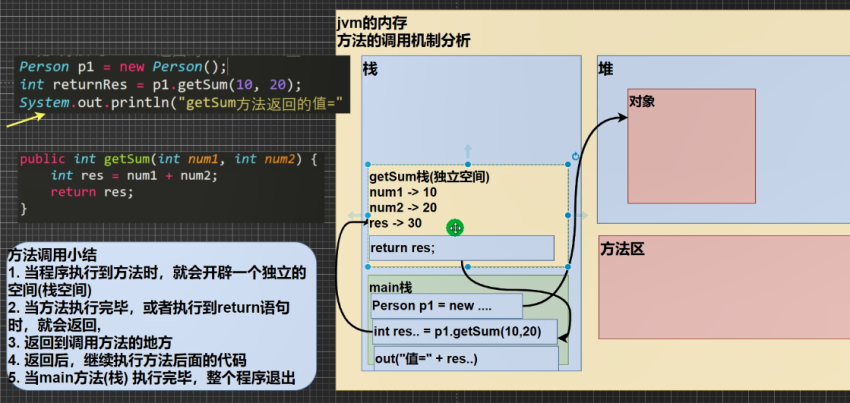 Person p1 = new Person();
int returnRes = p1.getSum(10, 20);
System.out.println("getSum方法返回的值="
public int getSum(int num1, int num2) {
int res = num1 + num2;
return res;
}
方法调用小结
1. 当程序执行到方法时，就会开辟一个独立的
空间(栈空间)
2. 当方法执行完毕，或者执行到return语句
时，就会返回,
3. 返回到调用方法的地方
4. 返回后，继续执行方法后面的代码
5. 当main方法(栈) 执行完毕，整个程序退出
jvm的内存
方法的调用机制分析
栈
getSum栈(独立空间)
num1 -> 10
num2 -> 20
res -> 30
return res;
main栈
Person p1 = new ....
int res.. = p1.getSum(10,20)
out("值=" + res..)
堆
对象
方法区